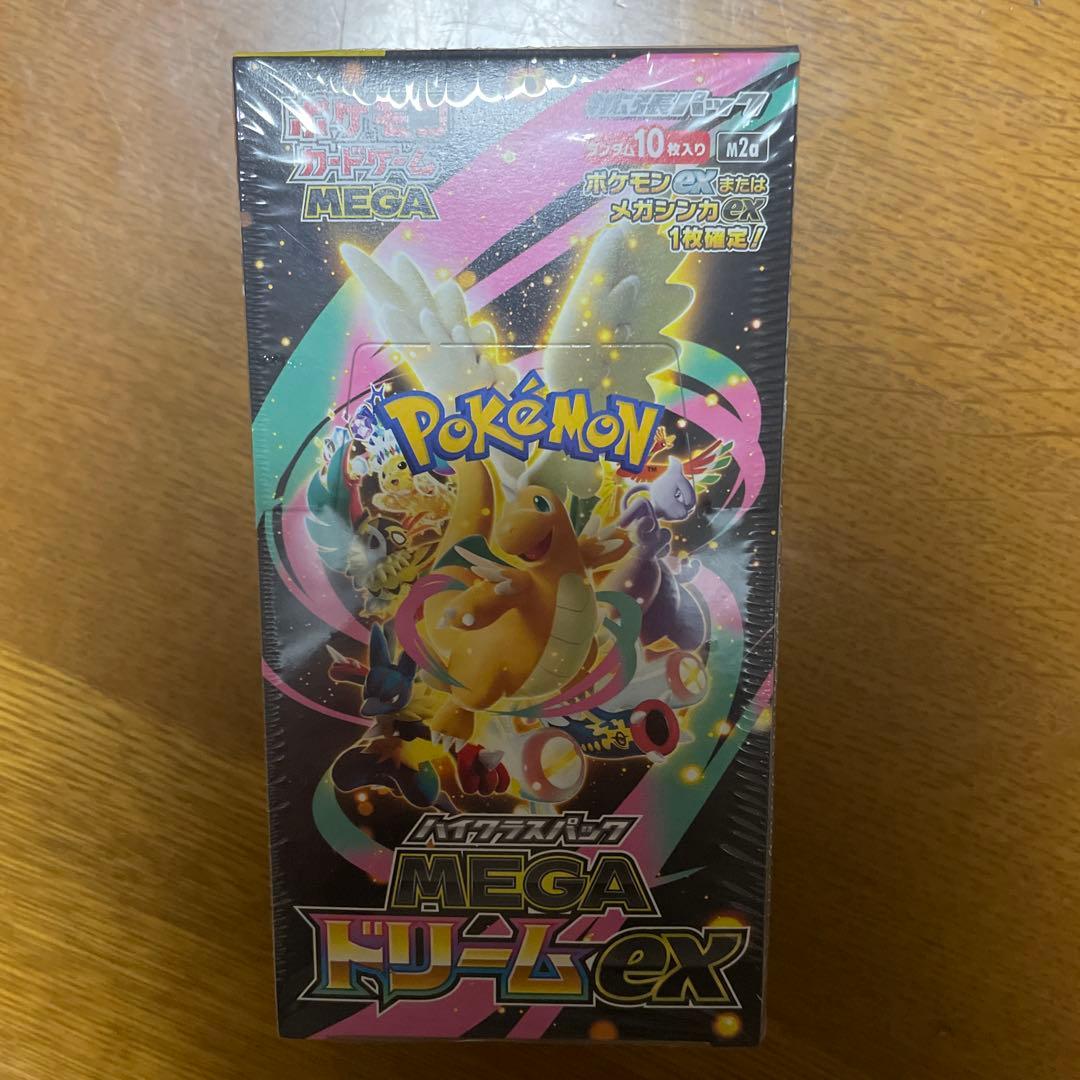 ポケモン
カードゲーム
MEGA
拡張パック
ランダム10枚入り M2a
ポケモンexまたは
メガシンカex
1枚確定!
POKéMON
TM
ハイクラスパック
MEGA
ドリームex